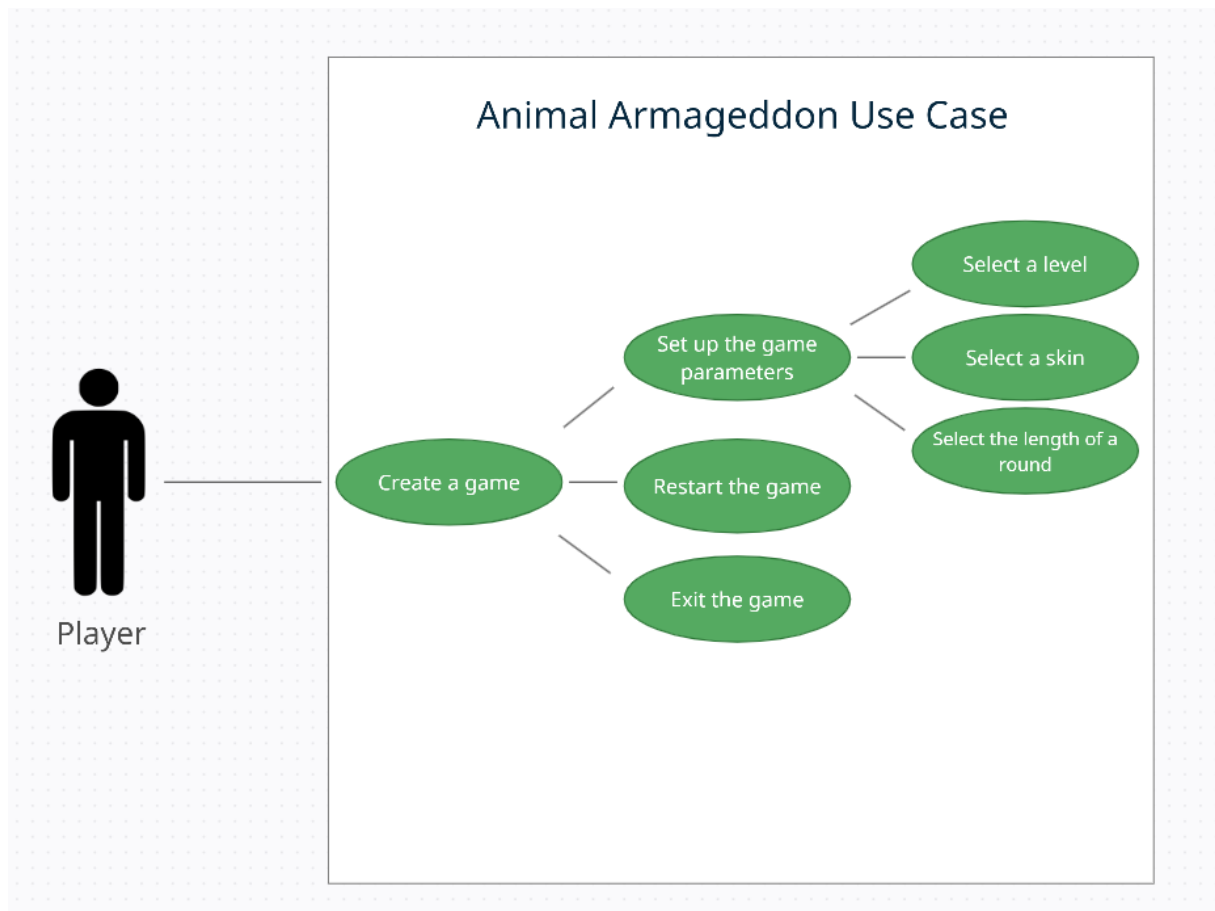 Animal Armageddon Use Case
Select a level
Set up the game
parameters
Select a skin
Select the length of a
round
Create a game
Restart the game
Exit the game
Player